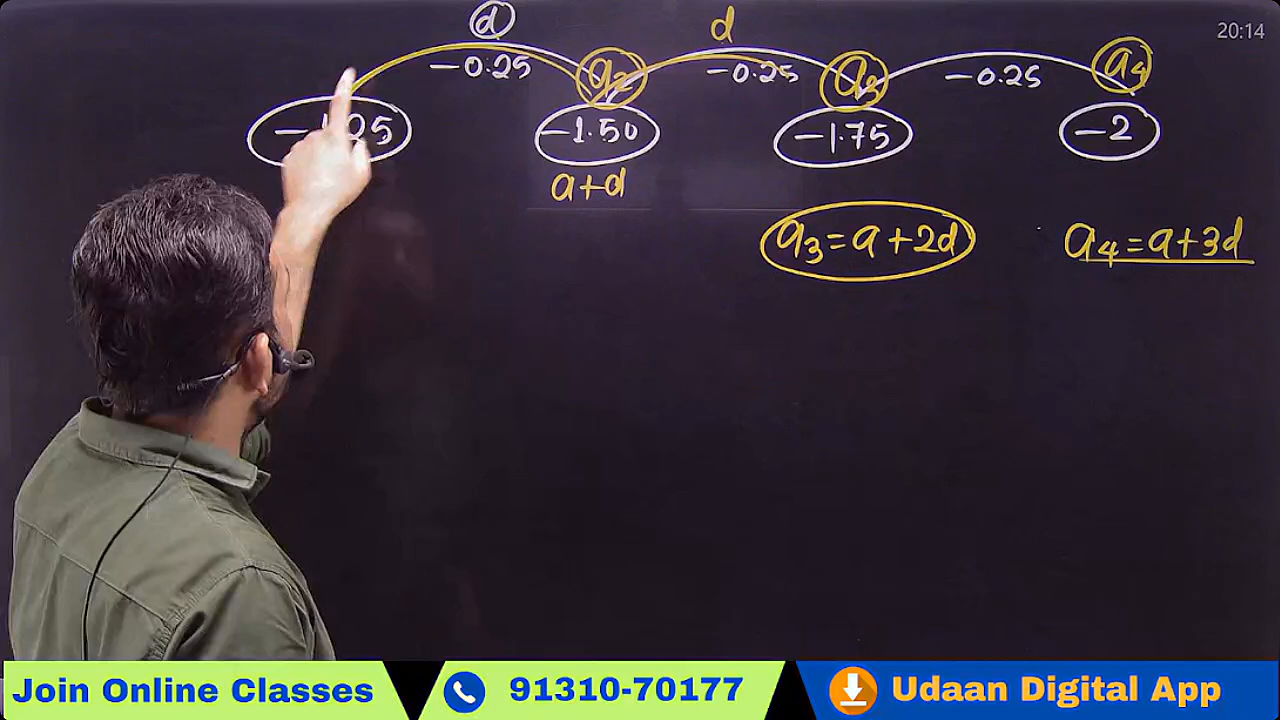 20:14
d d
-0.25 a2 -0.25 a3 -0.25 a4
-1.50 -1.75 -2
a+d
a3=a+2d a4=a+3d
Join Online Classes 91310-70177 Udaan Digital App